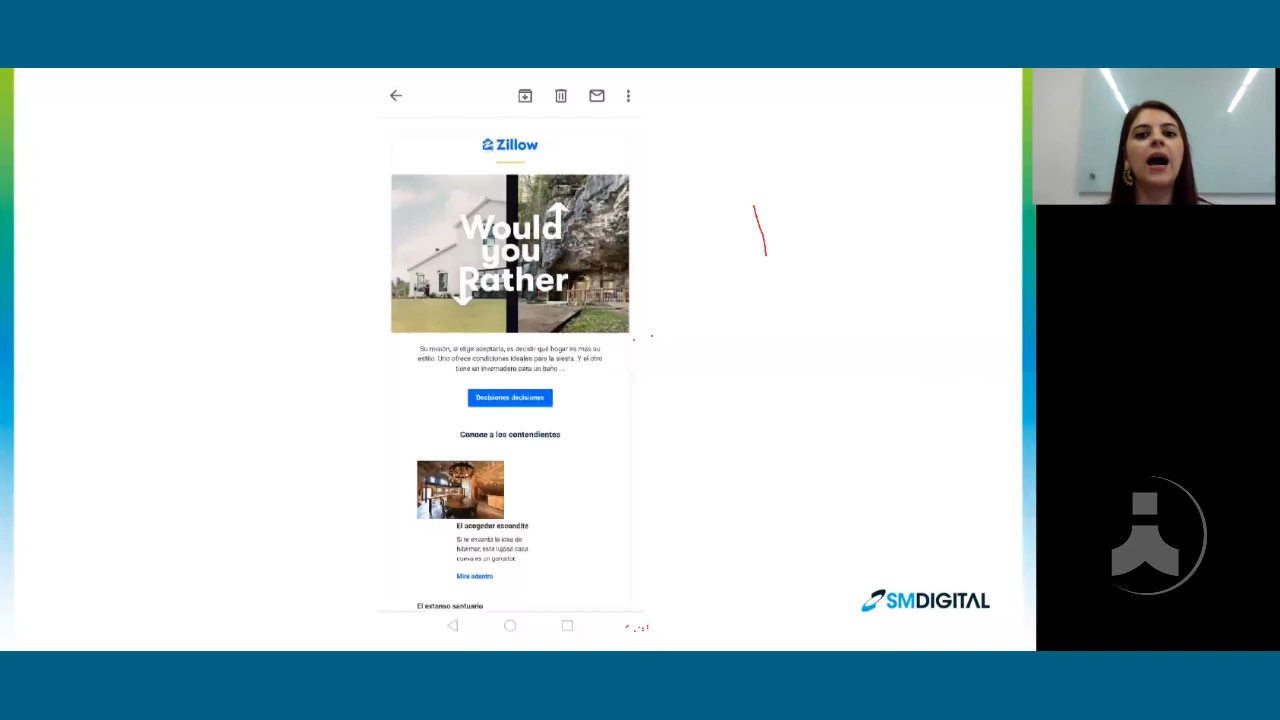 Zillow
Would
you
Rather
Su misión, si elige aceptarla, es decidir qué hogar es más su
estilo. Uno ofrece condiciones ideales para la siesta. Y el otro
tiene un invernadero para un baño ...
Decisiones decisiones
Conoce a los contendientes
El acogedor escondite
Si te encanta la idea de
hibernar, esta lujosa casa
cueva es un ganador.
Mira adentro
El extenso santuario
SMDIGITAL